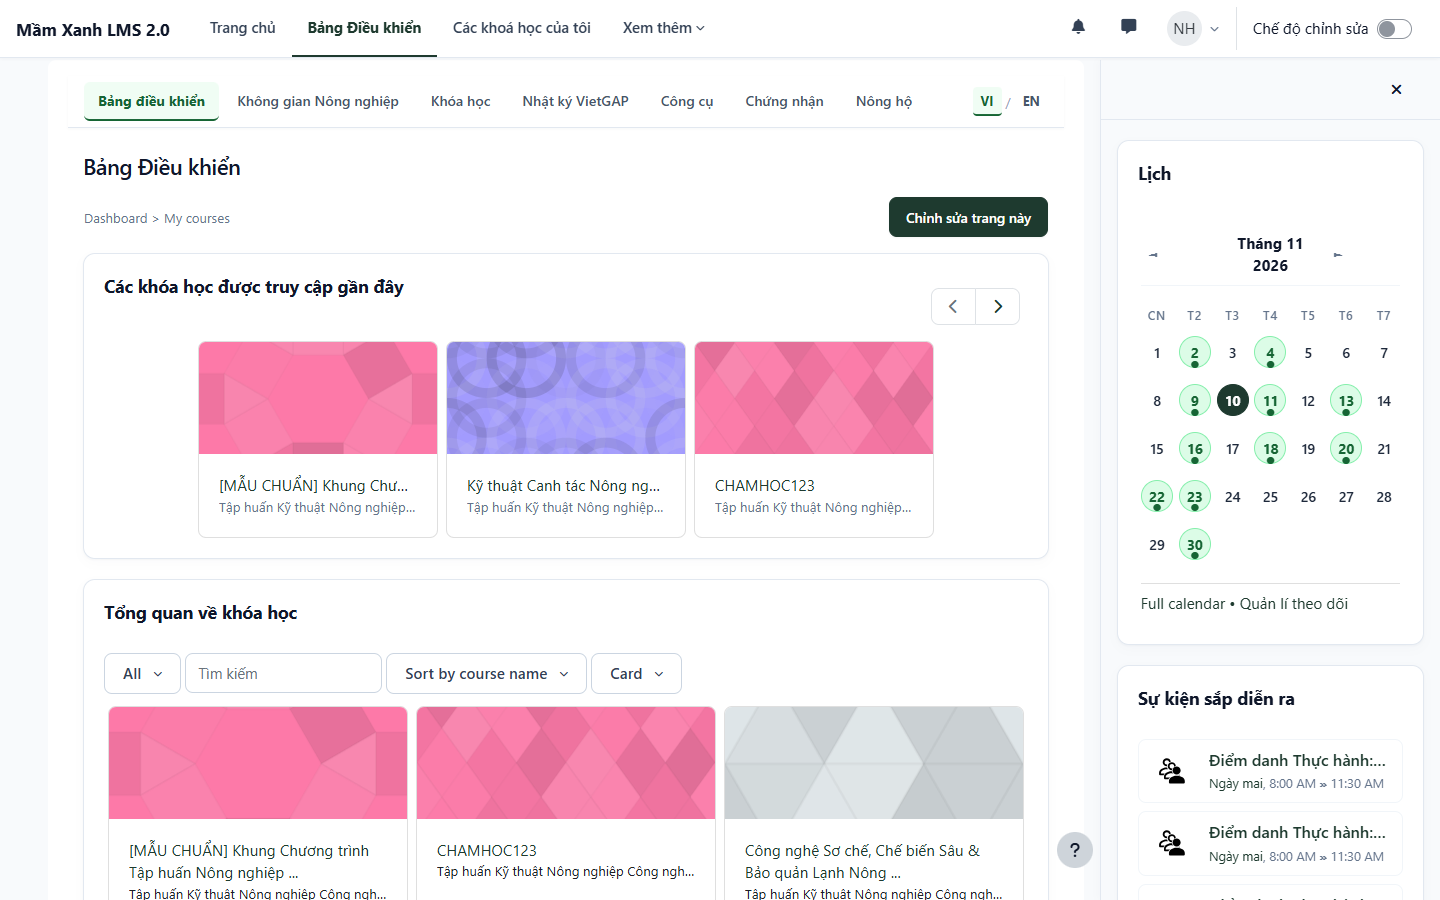 Mầm Xanh LMS 2.0
Trang chủ
Bảng Điều khiển
Các khoá học của tôi
Xem thêm
NH
Chế độ chỉnh sửa
Bảng điều khiển
Không gian Nông nghiệp
Khóa học
Nhật ký VietGAP
Công cụ
Chứng nhận
Nông hộ
VI / EN
Bảng Điều khiển
Dashboard > My courses
Chỉnh sửa trang này
Các khóa học được truy cập gần đây
[MẪU CHUẨN] Khung Chư...
Tập huấn Kỹ thuật Nông nghiệp...
Kỹ thuật Canh tác Nông ng...
Tập huấn Kỹ thuật Nông nghiệp...
CHAMHOC123
Tập huấn Kỹ thuật Nông nghiệp...
Tổng quan về khóa học
All
Tìm kiếm
Sort by course name
Card
[MẪU CHUẨN] Khung Chương trình
Tập huấn Nông nghiệp ...
Tập huấn Kỹ thuật Nông nghiệp Công ngh...
CHAMHOC123
Tập huấn Kỹ thuật Nông nghiệp Công ngh...
Công nghệ Sơ chế, Chế biến Sâu &
Bảo quản Lạnh Nông ...
Tập huấn Kỹ thuật Nông nghiệp Công ngh...
Lịch
Tháng 11
2026
CN T2 T3 T4 T5 T6 T7
1 2 3 4 5 6 7
8 9 10 11 12 13 14
15 16 17 18 19 20 21
22 23 24 25 26 27 28
29 30
Full calendar • Quản lí theo dõi
Sự kiện sắp diễn ra
Điểm danh Thực hành:...
Ngày mai, 8:00 AM » 11:30 AM
Điểm danh Thực hành:...
Ngày mai, 8:00 AM » 11:30 AM
?